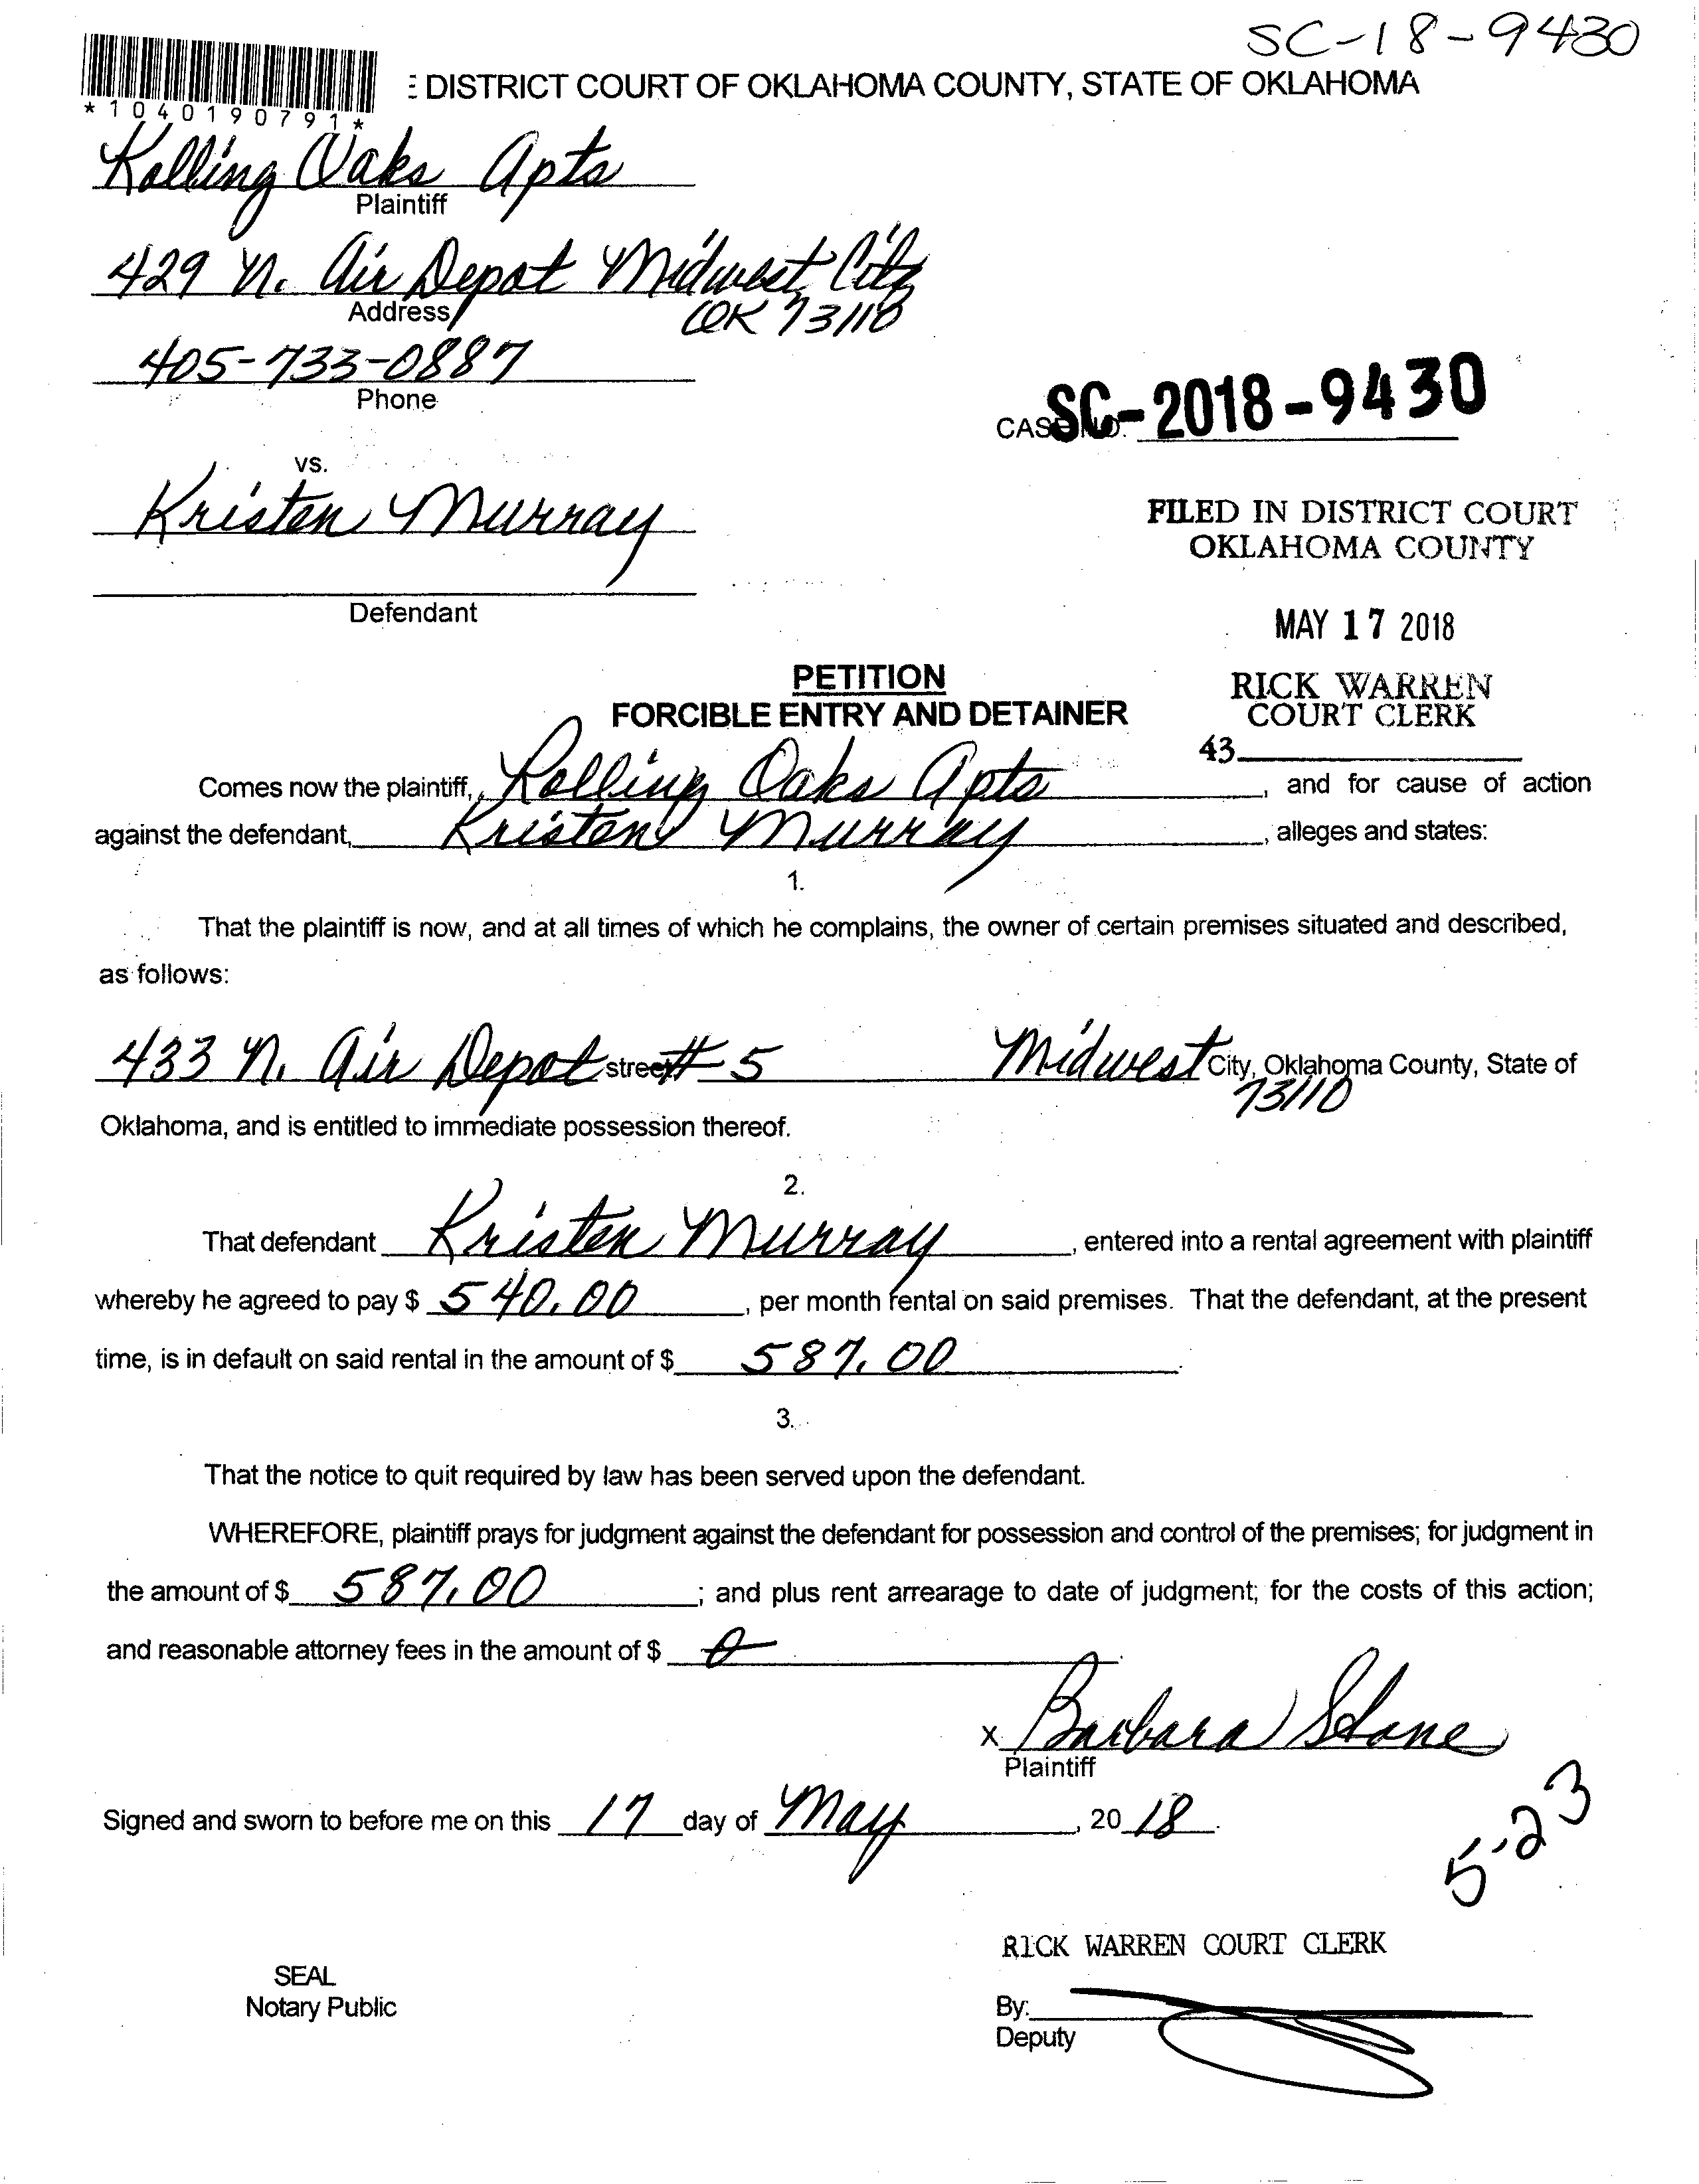 SC-18-9430
: DISTRICT COURT OF OKLAHOMA COUNTY, STATE OF OKLAHOMA
*1040190791*
Rolling Oaks Apts
Plaintiff
429 N. Air Depot Midwest City
Address
OK 73110
405-733-0887
Phone
CASE NO. SC-2018-9430
vs.
Kristen Murray
FILED IN DISTRICT COURT
OKLAHOMA COUNTY
Defendant
MAY 17 2018
PETITION
RICK WARREN
FORCIBLE ENTRY AND DETAINER
COURT CLERK
43
Comes now the plaintiff, Rolling Oaks Apts, and for cause of action
against the defendant, Kristen Murray, alleges and states:
1.
That the plaintiff is now, and at all times of which he complains, the owner of certain premises situated and described,
as follows:
433 N. Air Depot street # 5 Midwest City, Oklahoma County, State of
73110
Oklahoma, and is entitled to immediate possession thereof.
2.
That defendant Kristen Murray, entered into a rental agreement with plaintiff
whereby he agreed to pay $ 540.00, per month rental on said premises. That the defendant, at the present
time, is in default on said rental in the amount of $ 587.00.
3.
That the notice to quit required by law has been served upon the defendant.
WHEREFORE, plaintiff prays for judgment against the defendant for possession and control of the premises; for judgment in
the amount of $ 587.00; and plus rent arrearage to date of judgment; for the costs of this action;
and reasonable attorney fees in the amount of $ 0.
x Barbara Stone
Plaintiff
Signed and sworn to before me on this 17 day of May, 20 18.
5-23
RICK WARREN COURT CLERK
SEAL
Notary Public
By:
Deputy